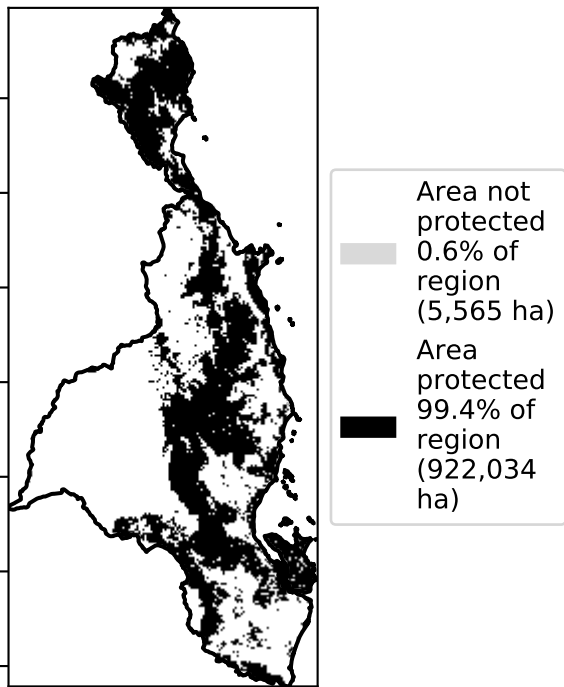 Area not
protected
0.6% of
region
(5,565 ha)
Area
protected
99.4% of
region
(922,034
ha)